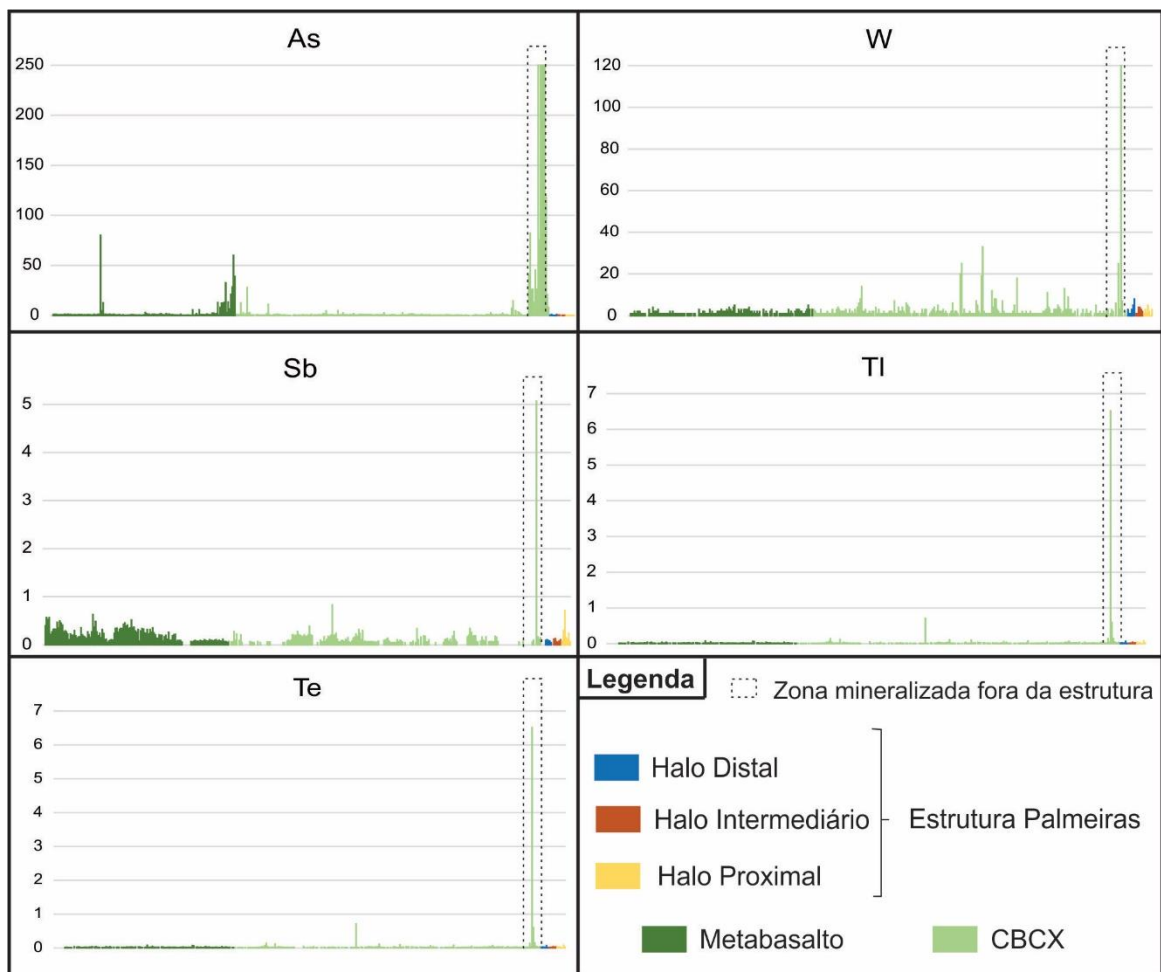 As
250
200
150
100
50
0
W
120
100
80
60
40
20
0
Sb
5
4
3
2
1
0
Tl
7
6
5
4
3
2
1
0
Te
7
6
5
4
3
2
1
0
Legenda
Zona mineralizada fora da estrutura
Halo Distal
Halo Intermediário
Halo Proximal
Estrutura Palmeiras
Metabasalto
CBCX